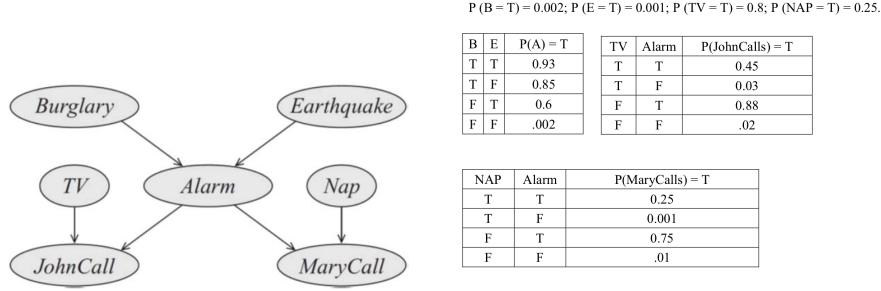 P (B = T) = 0.002; P (E = T) = 0.001; P (TV = T) = 0.8; P (NAP = T) = 0.25.
B E P(A) = T
T T 0.93
T F 0.85
F T 0.6
F F .002
TV Alarm P(JohnCalls) = T
T T 0.45
T F 0.03
F T 0.88
F F .02
Burglary Earthquake
TV Alarm Nap
JohnCall MaryCall
NAP Alarm P(MaryCalls) = T
T T 0.25
T F 0.001
F T 0.75
F F .01